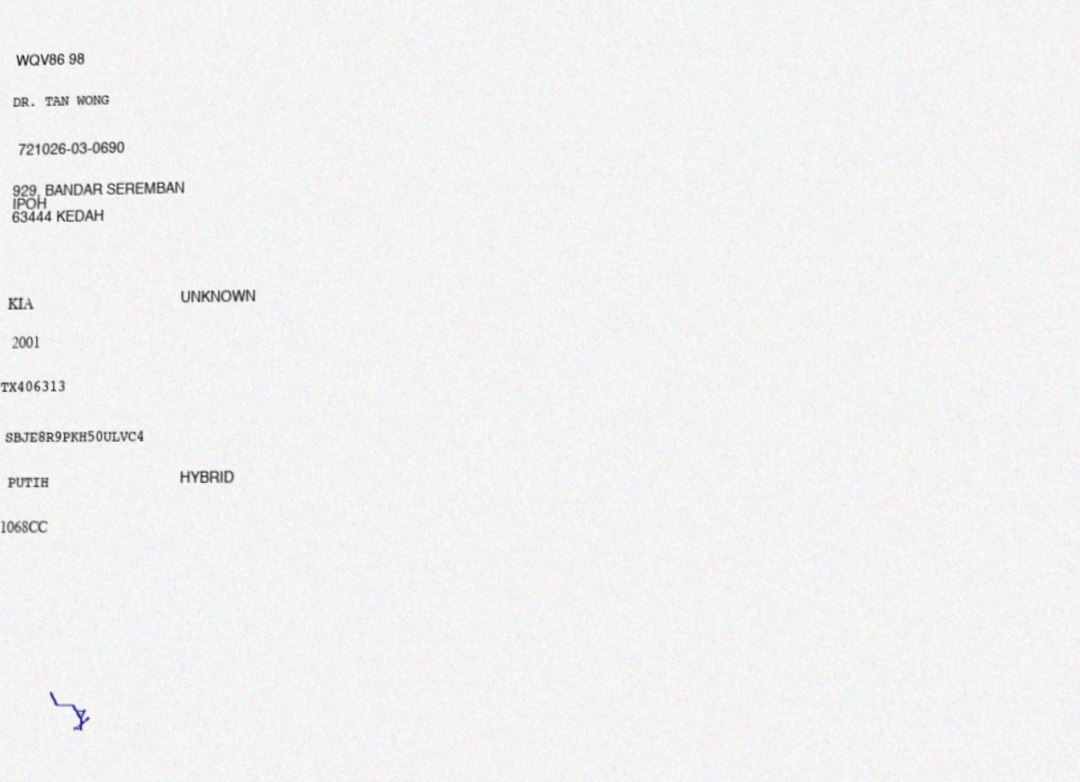 WQV86 98
DR. TAN WONG
721026-03-0690
929, BANDAR SEREMBAN
IPOH
63444 KEDAH
KIA UNKNOWN
2001
TX406313
SBJE8R9PKH50ULVC4
PUTIH HYBRID
1068CC